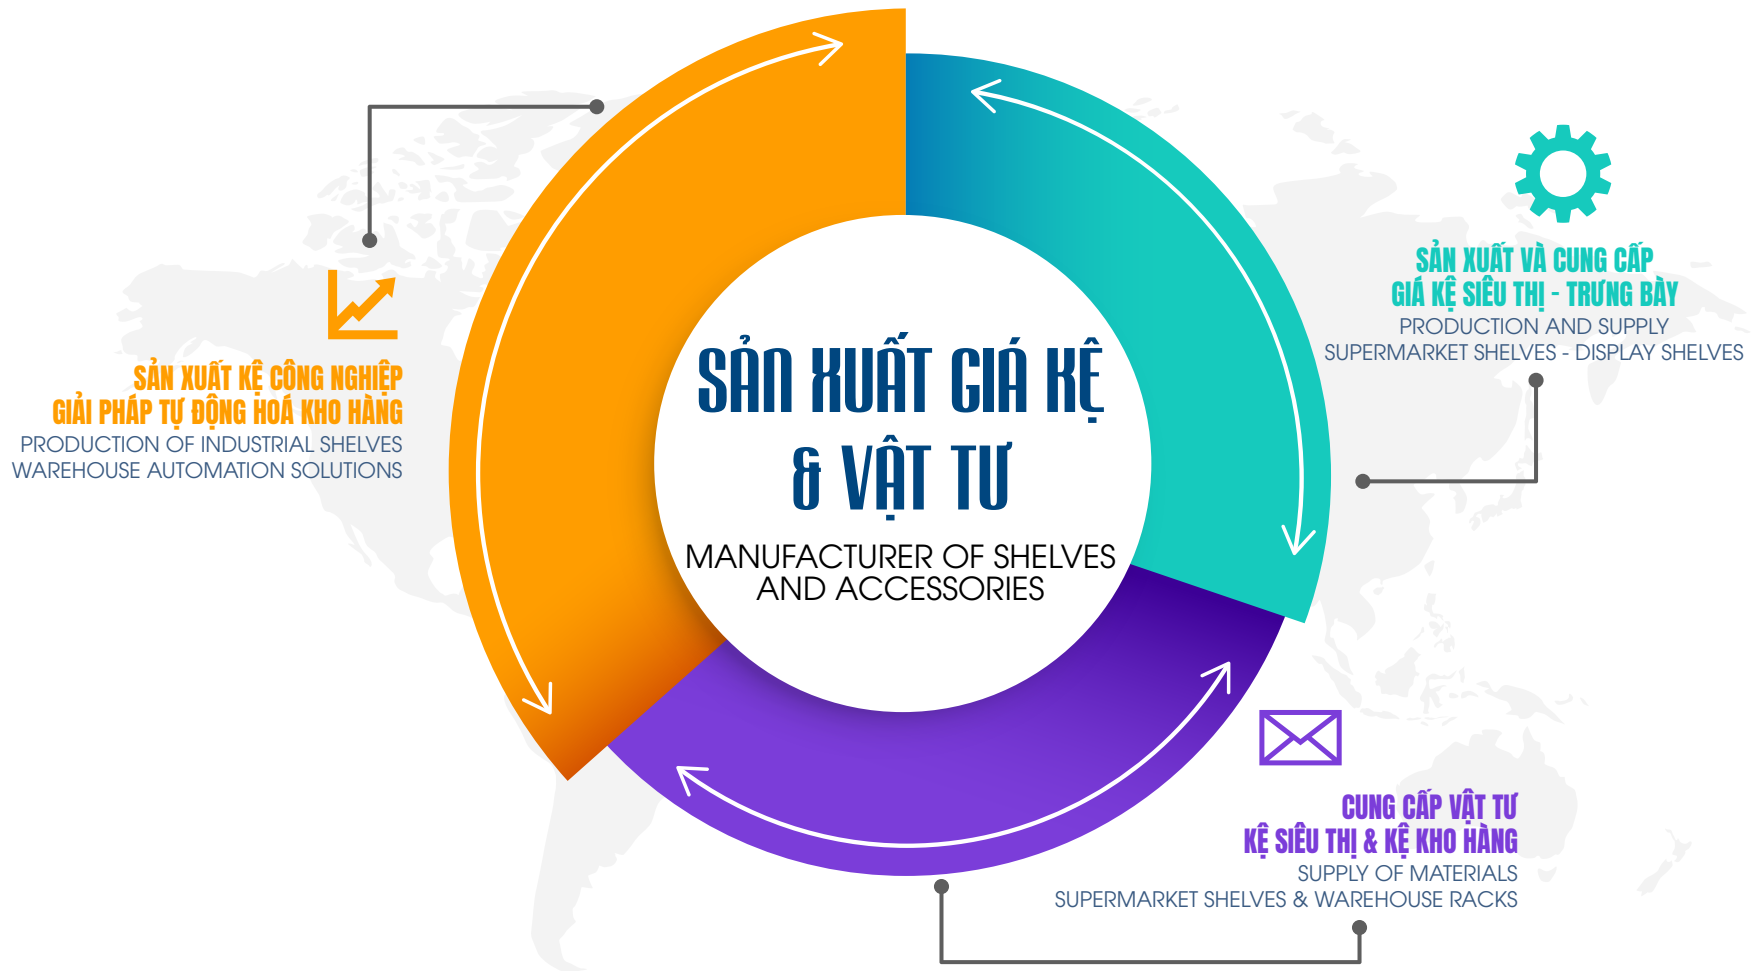 SẢN XUẤT GIÁ KỆ
& VẬT TƯ
MANUFACTURER OF SHELVES
AND ACCESSORIES
SẢN XUẤT KỆ CÔNG NGHIỆP
GIẢI PHÁP TỰ ĐỘNG HOÁ KHO HÀNG
PRODUCTION OF INDUSTRIAL SHELVES
WAREHOUSE AUTOMATION SOLUTIONS
SẢN XUẤT VÀ CUNG CẤP
GIÁ KỆ SIÊU THỊ - TRƯNG BÀY
PRODUCTION AND SUPPLY
SUPERMARKET SHELVES - DISPLAY SHELVES
CUNG CẤP VẬT TƯ
KỆ SIÊU THỊ & KỆ KHO HÀNG
SUPPLY OF MATERIALS
SUPERMARKET SHELVES & WAREHOUSE RACKS